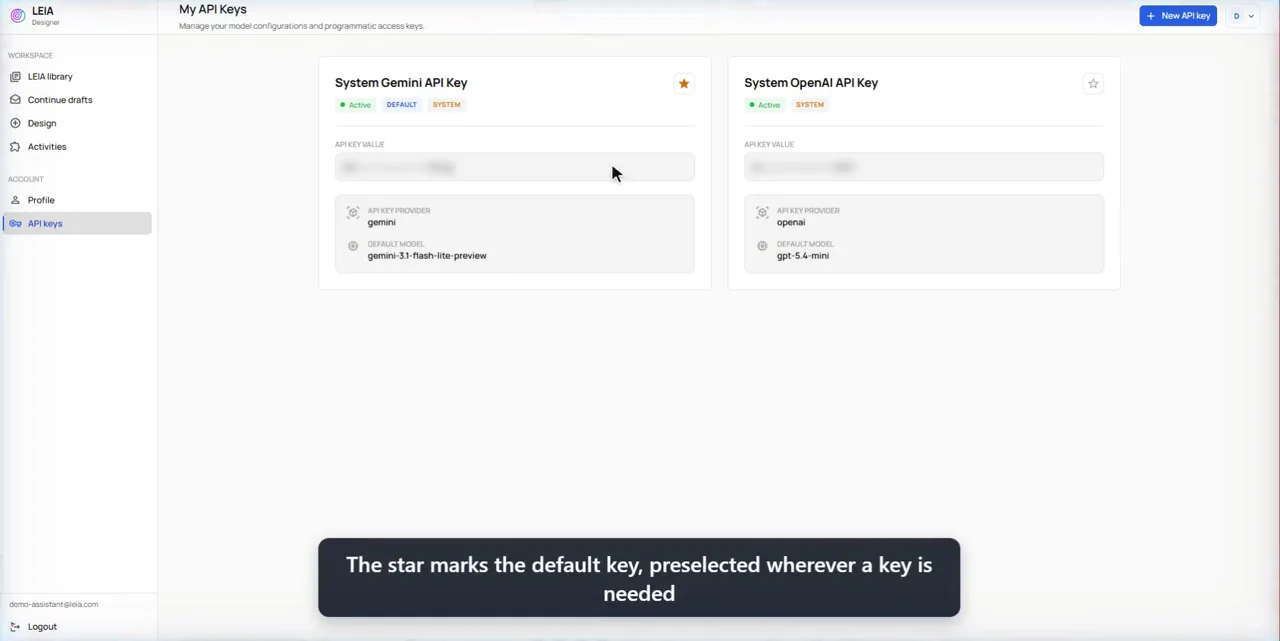 LEIA
Designer
My API Keys
Manage your model configurations and programmatic access keys.
New API key
D
WORKSPACE
LEIA library
Continue drafts
Design
Activities
ACCOUNT
Profile
API keys
System Gemini API Key
Active
DEFAULT
SYSTEM
API KEY VALUE
API KEY PROVIDER
gemini
DEFAULT MODEL
gemini-3.1-flash-lite-preview
System OpenAI API Key
Active
SYSTEM
API KEY VALUE
API KEY PROVIDER
openai
DEFAULT MODEL
gpt-5.4-mini
The star marks the default key, preselected wherever a key is
needed
demo-assistant@leia.com
Logout